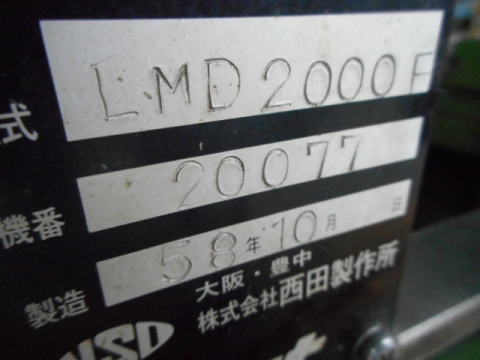 式 LMD2000F
機番 20077
製造 58年10月 日
大阪・豊中
株式会社西田製作所
NSD